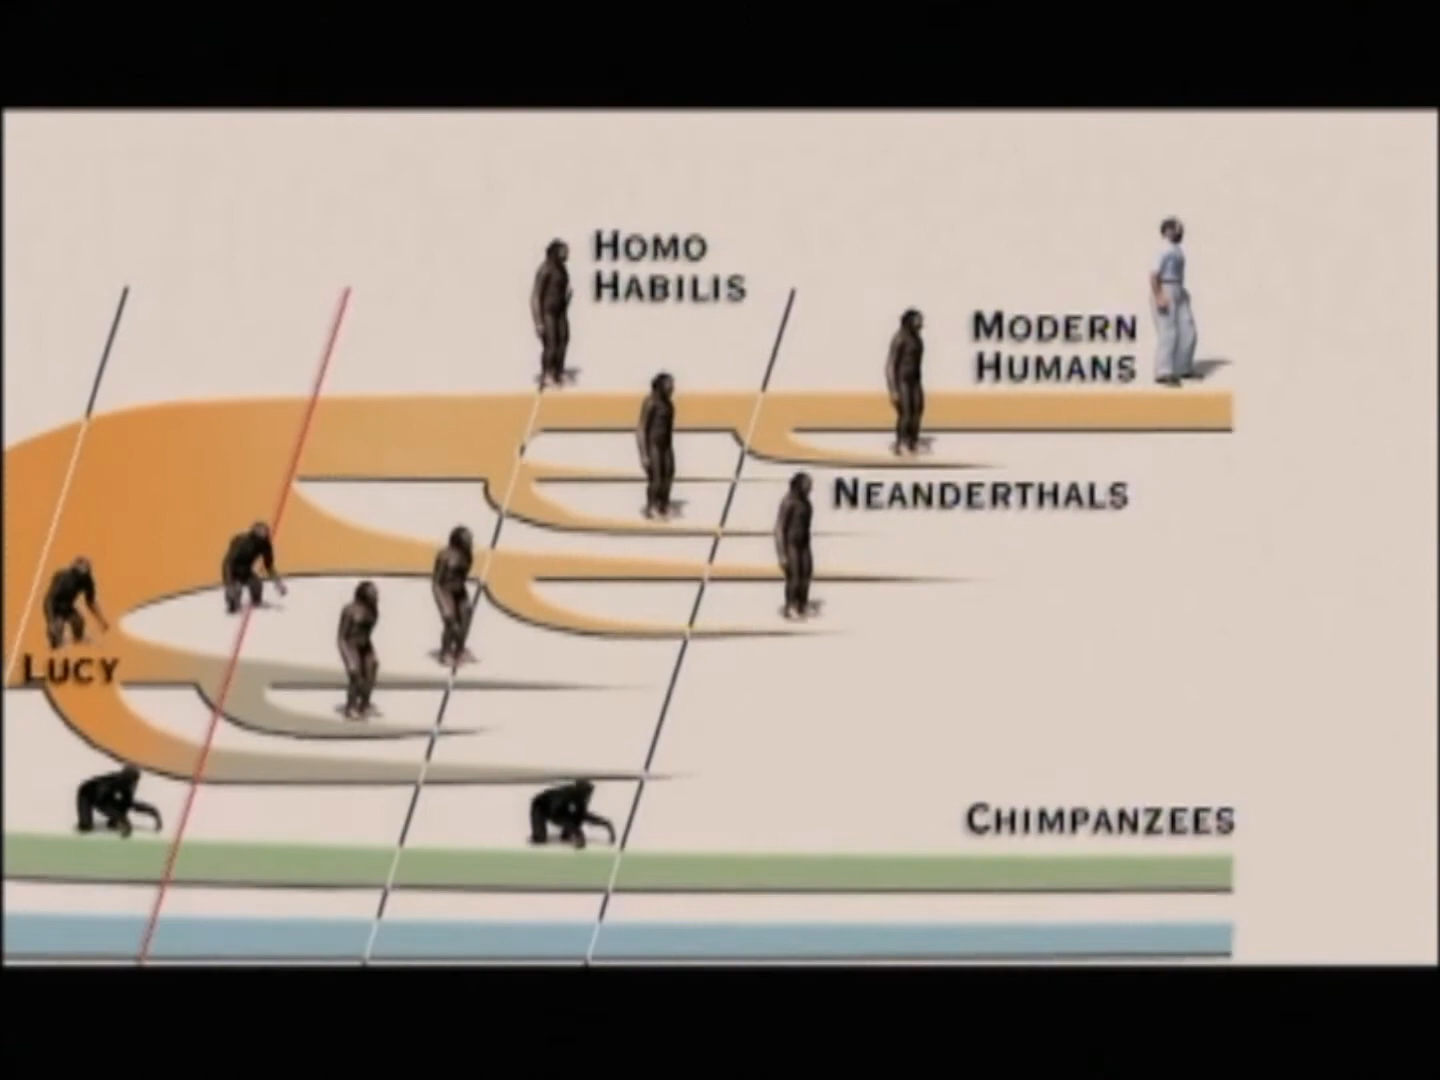 HOMO
HABILIS
MODERN
HUMANS
NEANDERTHALS
LUCY
CHIMPANZEES